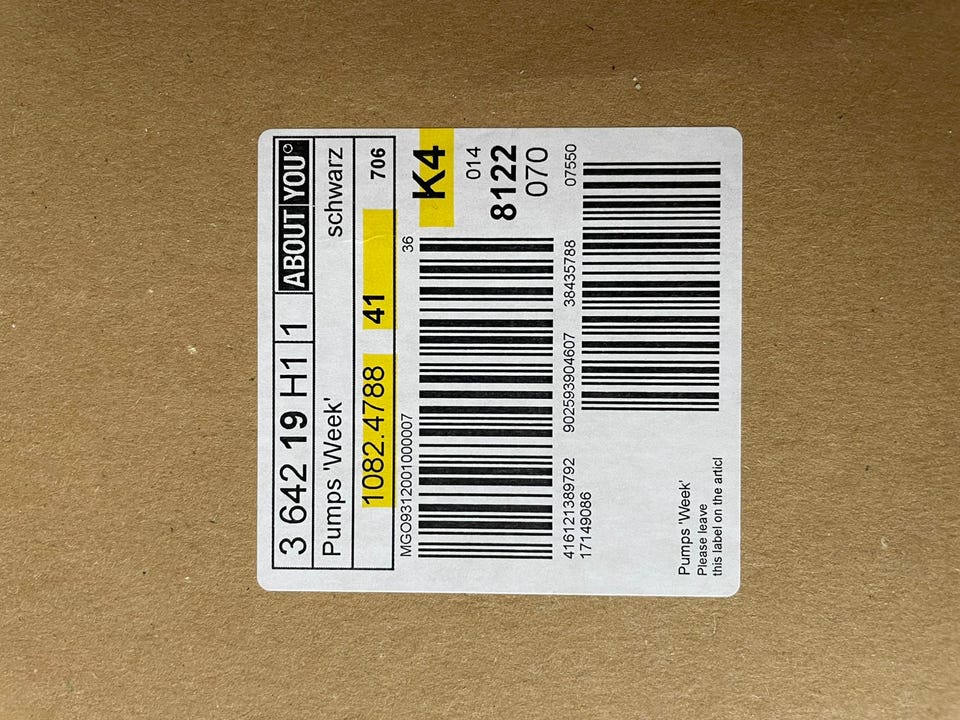 3 642 19 H1 1 ABOUT YOU°
Pumps 'Week' schwarz
1082.4788 41 706
MGO9312001000007 36
K4
014
8122
070
416121389792 902593904607 38435788 07550
17149086
Pumps 'Week'
Please leave
this label on the articl